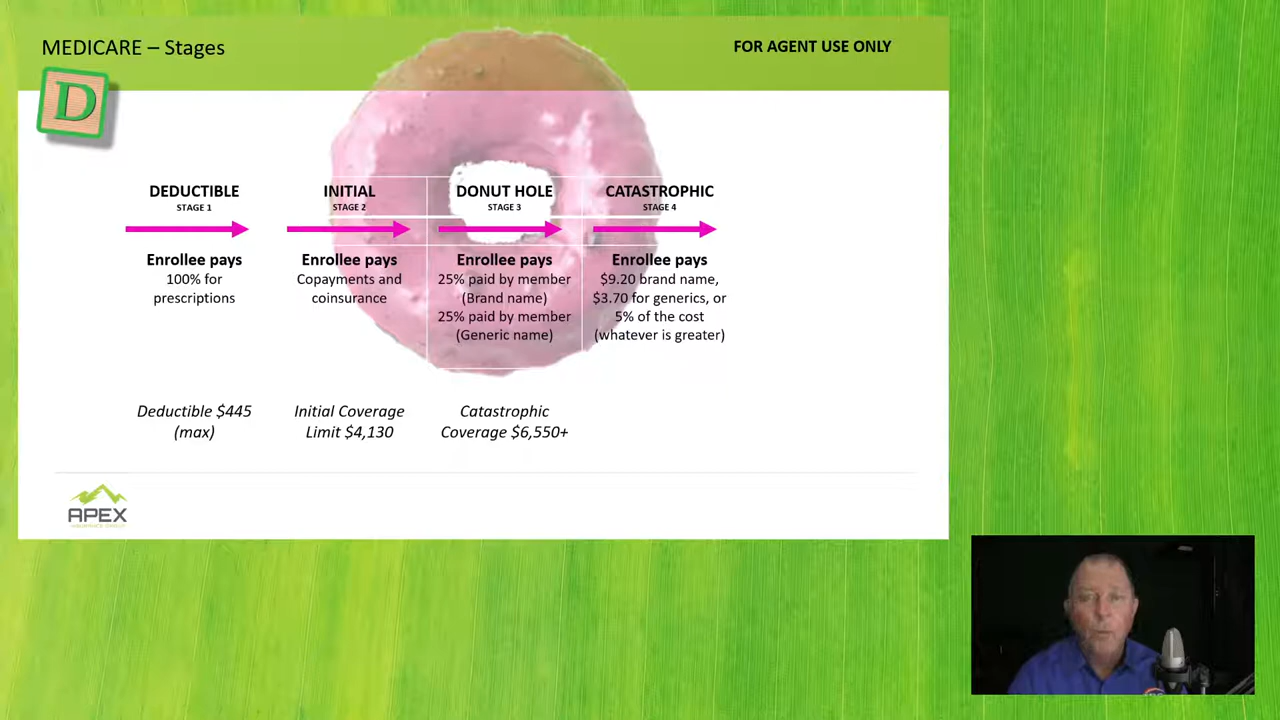 MEDICARE – Stages
FOR AGENT USE ONLY
D
DEDUCTIBLE
STAGE 1
INITIAL
STAGE 2
DONUT HOLE
STAGE 3
CATASTROPHIC
STAGE 4
Enrollee pays
100% for
prescriptions
Enrollee pays
Copayments and
coinsurance
Enrollee pays
25% paid by member
(Brand name)
25% paid by member
(Generic name)
Enrollee pays
$9.20 brand name,
$3.70 for generics, or
5% of the cost
(whatever is greater)
Deductible $445
(max)
Initial Coverage
Limit $4,130
Catastrophic
Coverage $6,550+
APEX